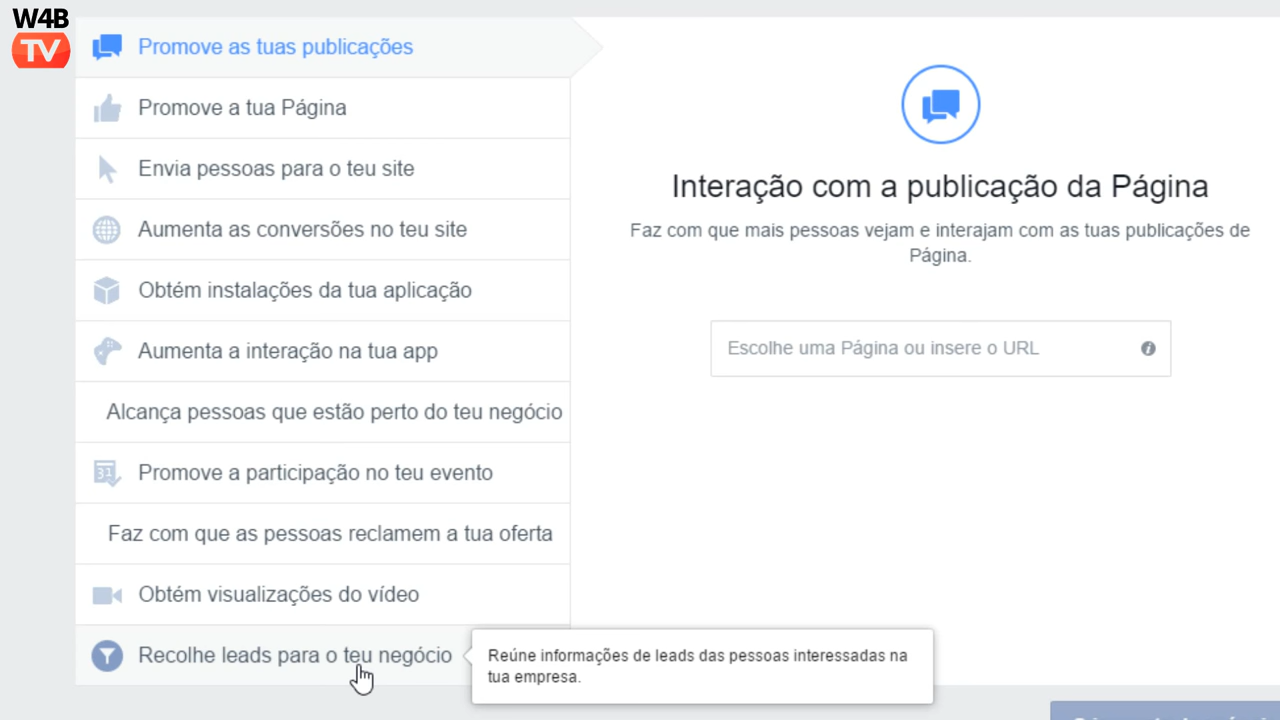 W4B
TV
Promove as tuas publicações
Promove a tua Página
Envia pessoas para o teu site
Aumenta as conversões no teu site
Obtém instalações da tua aplicação
Aumenta a interação na tua app
Alcança pessoas que estão perto do teu negócio
31
Promove a participação no teu evento
Faz com que as pessoas reclamem a tua oferta
Obtém visualizações do vídeo
Recolhe leads para o teu negócio
Reúne informações de leads das pessoas interessadas na
tua empresa.
Interação com a publicação da Página
Faz com que mais pessoas vejam e interajam com as tuas publicações de
Página.
Escolhe uma Página ou insere o URL